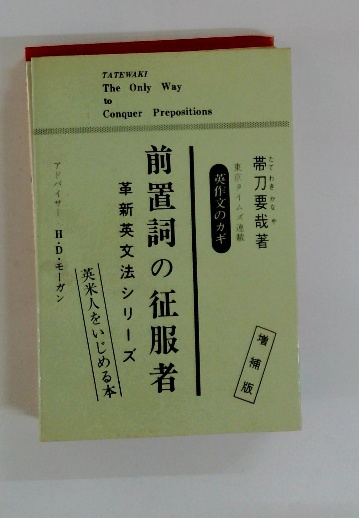 TATEWAKI
The Only Way
to
Conquer Prepositions
帯刀要哉著
たてわきかなや
東京タイムズ連載
英作文のカギ
増補版
前置詞の征服者
革新英文法シリーズ
英米人をいじめる本
アドバイザー H・D・モーガン